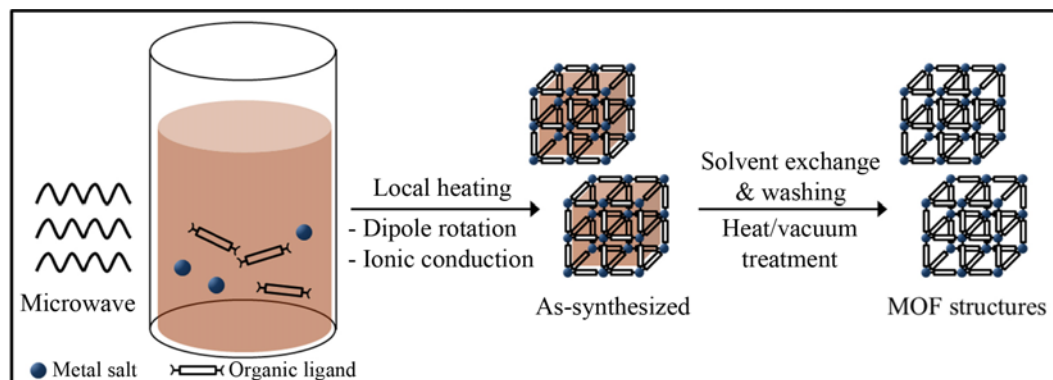 Microwave
Metal salt
Organic ligand
Local heating
- Dipole rotation
- Ionic conduction
As-synthesized
Solvent exchange
& washing
Heat/vacuum
treatment
MOF structures